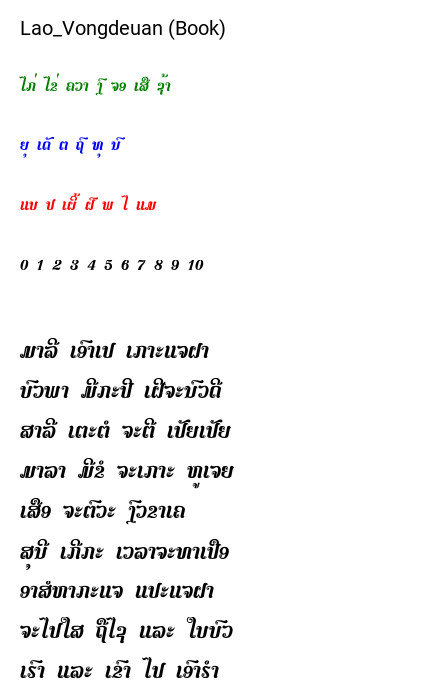 Lao_Vongdeuan (Book)
ໄກ່ ໄຂ່ ຄວາ ງົ ຈອ ເສື ຊ້າ
ຍຸ ເດັ ຕ ຖົ ທຸ ນົ
ແບ ປ ເຜິ້ ຝົ ພ ໄ ແມ
0 1 2 3 4 5 6 7 8 9 10
ມາລີ ເອົາເປ ເກາະແຈຝາ
ບົວພາ ມີກະປິ ເຝີຈະບົວດີ
ສາລີ ເຕະຕໍ ຈະຕີ ເປັຍເປັຍ
ມາລາ ມີຂໍ ຈະເກາະ ຫູເຈຍ
ເສືອ ຈະຕົວະ ງົວຂາເຄ
ສຸນີ ເກີກະ ເວລາຈະທາເປືອ
ອາສໍຫາກະແຈ ແປະແຈຝາ
ຈະໄປໃສ ຖືໄຊ ແລະ ໃບບົວ
ເຮົາ ແລະ ເຂົາ ໄປ ເອົາຮໍາ